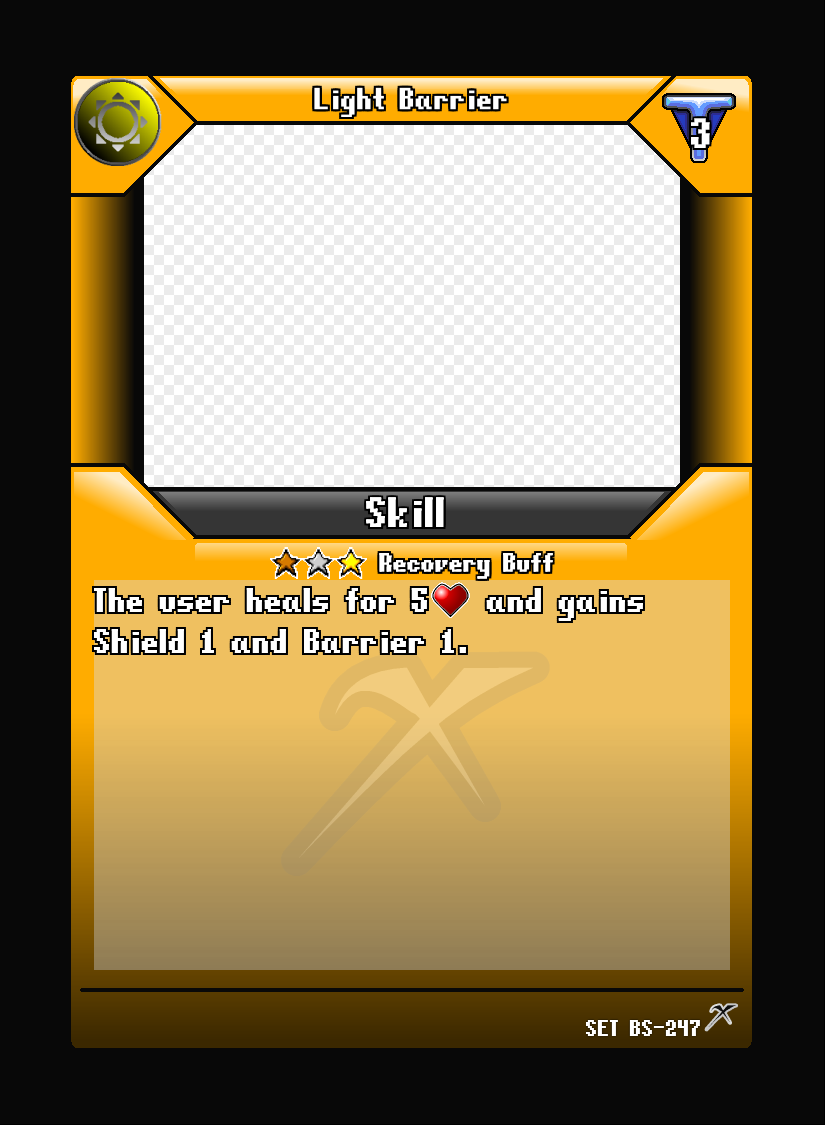 Light Barrier
3
Skill
Recovery Buff
The user heals for 5 and gains
Shield 1 and Barrier 1.
SET BS-247